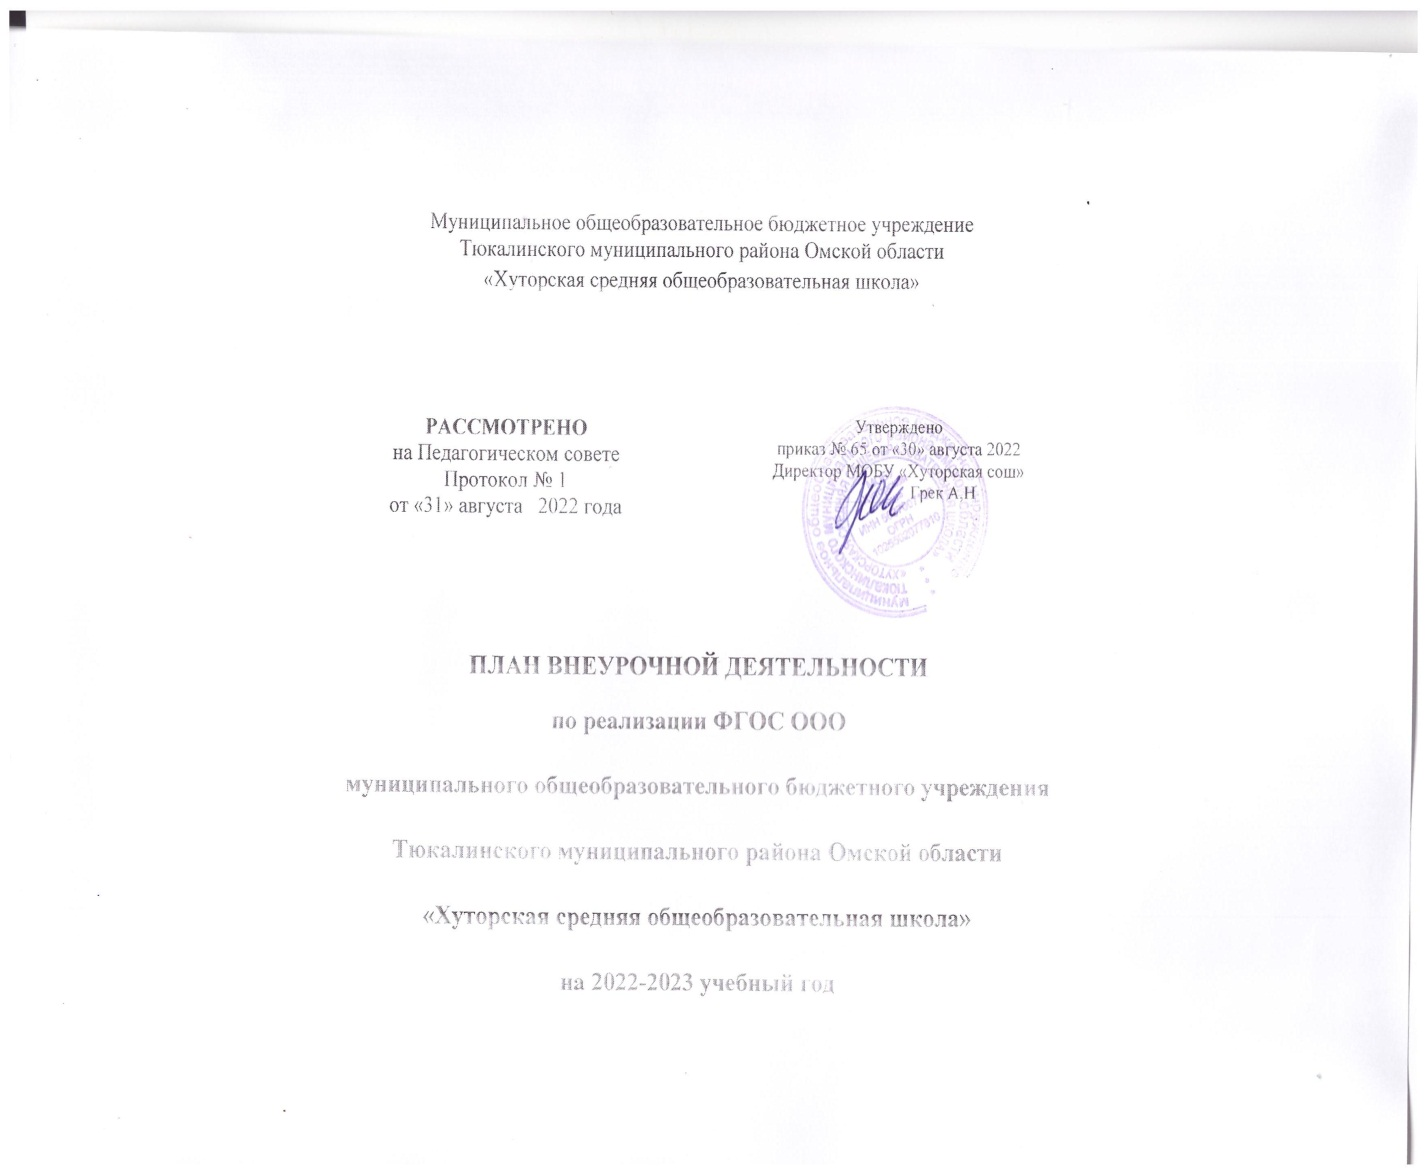 Муниципальное общеобразовательное бюджетное учреждение
Тюкалинского муниципального района Омской области
«Хуторская средняя общеобразовательная школа»
РАССМОТРЕНО
на Педагогическом совете
Протокол № 1
от «31» августа 2022 года
Утверждено
приказ № 65 от «30» августа 2022
Директор МОБУ «Хуторская сош»
Грек А.Н
ИНН
ОГРН
ПЛАН ВНЕУРОЧНОЙ ДЕЯТЕЛЬНОСТИ
по реализации ФГОС ООО
муниципального общеобразовательного бюджетного учреждения
Тюкалинского муниципального района Омской области
«Хуторская средняя общеобразовательная школа»
на 2022-2023 учебный год